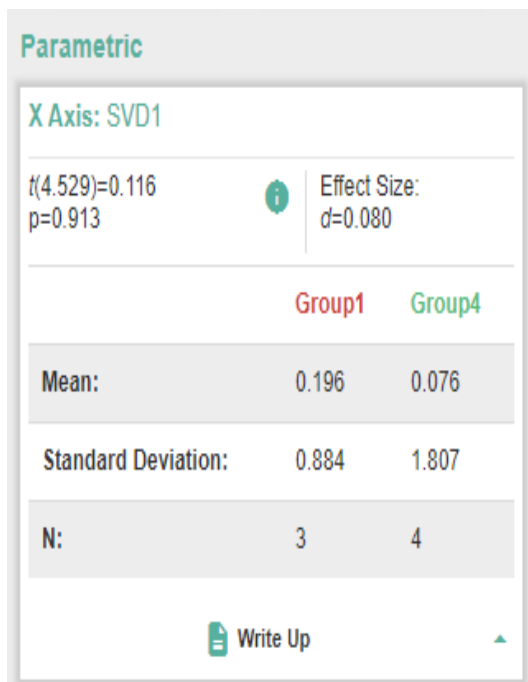 Parametric
X Axis: SVD1
t(4.529)=0.116
p=0.913
Effect Size:
d=0.080
Group1 Group4
Mean: 0.196 0.076
Standard Deviation: 0.884 1.807
N: 3 4
Write Up